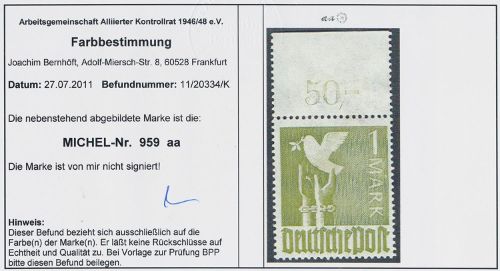 Arbeitsgemeinschaft Alliierter Kontrollrat 1946/48 e.V.
Farbbestimmung
Joachim Bernhöft, Adolf-Miersch-Str. 8, 60528 Frankfurt
Datum: 27.07.2011 Befundnummer: 11/20334/K
Die nebenstehend abgebildete Marke ist die:
MICHEL-Nr. 959 aa
Die Marke ist von mir nicht signiert!
Hinweis:
Dieser Befund bezieht sich ausschließlich auf die
Farbe(n) der Marke(n). Er läßt keine Rückschlüsse auf
Echtheit und Qualität zu. Bei Vorlage zur Prüfung BPP
bitte diesen Befund beilegen.
aa
50,-
1 MARK
Deutsche Post